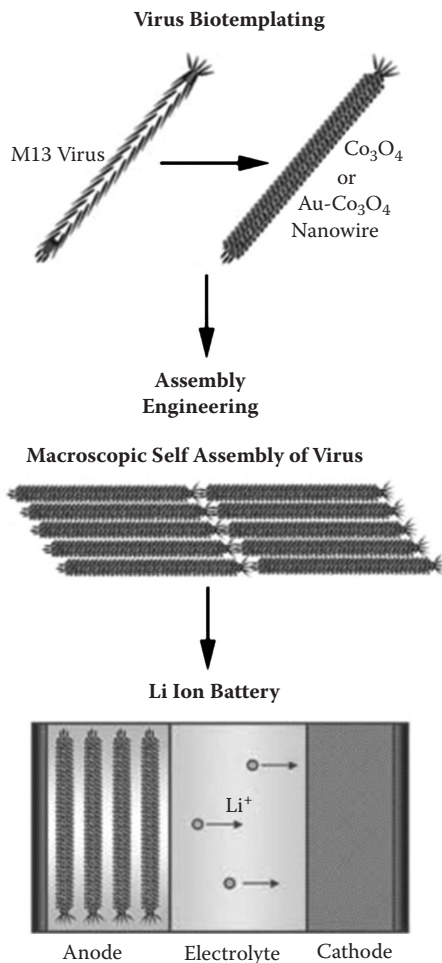 Virus Biotemplating
M13 Virus
Co₃O₄
or
Au-Co₃O₄
Nanowire
Assembly
Engineering
Macroscopic Self Assembly of Virus
Li Ion Battery
Li⁺
Anode
Electrolyte
Cathode